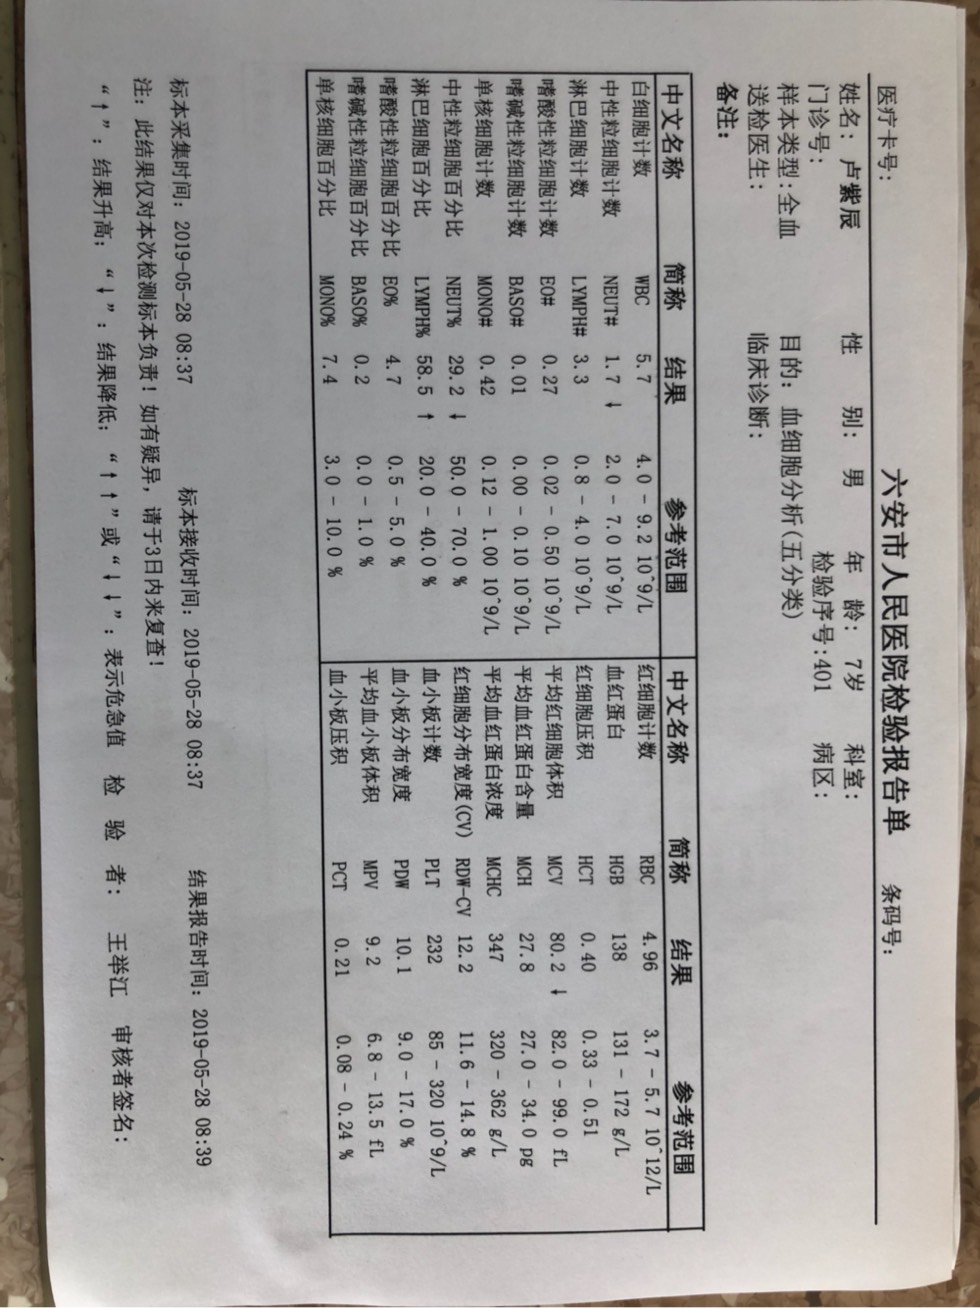 六安市人民医院检验报告单
医疗卡号: 条码号:
姓名: 卢紫辰 性 别: 男 年 龄: 7岁 科室:
门诊号: 检验序号:401 病区:
样本类型:全血 目的: 血细胞分析(五分类)
送检医生: 临床诊断:
备注:
中文名称 简称 结果 参考范围 中文名称 简称 结果 参考范围
白细胞计数 WBC 5.7 4.0 - 9.2 10^9/L 红细胞计数 RBC 4.96 3.7 - 5.7 10^12/L
中性粒细胞计数 NEUT# 1.7 ↓ 2.0 - 7.0 10^9/L 血红蛋白 HGB 138 131 - 172 g/L
淋巴细胞计数 LYMPH# 3.3 0.8 - 4.0 10^9/L 红细胞压积 HCT 0.40 0.33 - 0.51
嗜酸性粒细胞计数 EO# 0.27 0.02 - 0.50 10^9/L 平均红细胞体积 MCV 80.2 ↓ 82.0 - 99.0 fL
嗜碱性粒细胞计数 BASO# 0.01 0.00 - 0.10 10^9/L 平均血红蛋白含量 MCH 27.8 27.0 - 34.0 pg
单核细胞计数 MONO# 0.42 0.12 - 1.00 10^9/L 平均血红蛋白浓度 MCHC 347 320 - 362 g/L
中性粒细胞百分比 NEUT% 29.2 ↓ 50.0 - 70.0 % 红细胞分布宽度(CV) RDW-CV 12.2 11.6 - 14.8 %
淋巴细胞百分比 LYMPH% 58.5 ↑ 20.0 - 40.0 % 血小板计数 PLT 232 85 - 320 10^9/L
嗜酸性粒细胞百分比 EO% 4.7 0.5 - 5.0 % 血小板分布宽度 PDW 10.1 9.0 - 17.0 %
嗜碱性粒细胞百分比 BASO% 0.2 0.0 - 1.0 % 平均血小板体积 MPV 9.2 6.8 - 13.5 fL
单核细胞百分比 MONO% 7.4 3.0 - 10.0 % 血小板压积 PCT 0.21 0.08 - 0.24 %
标本采集时间: 2019-05-28 08:37 标本接收时间: 2019-05-28 08:37 结果报告时间: 2019-05-28 08:39
注: 此结果仅对本次检测标本负责! 如有疑异, 请于3日内来复查!
“↑”: 结果升高; “↓”: 结果降低; “↑↑”或“↓↓”: 表示危急值 检 验 者: 王举江 审核者签名: